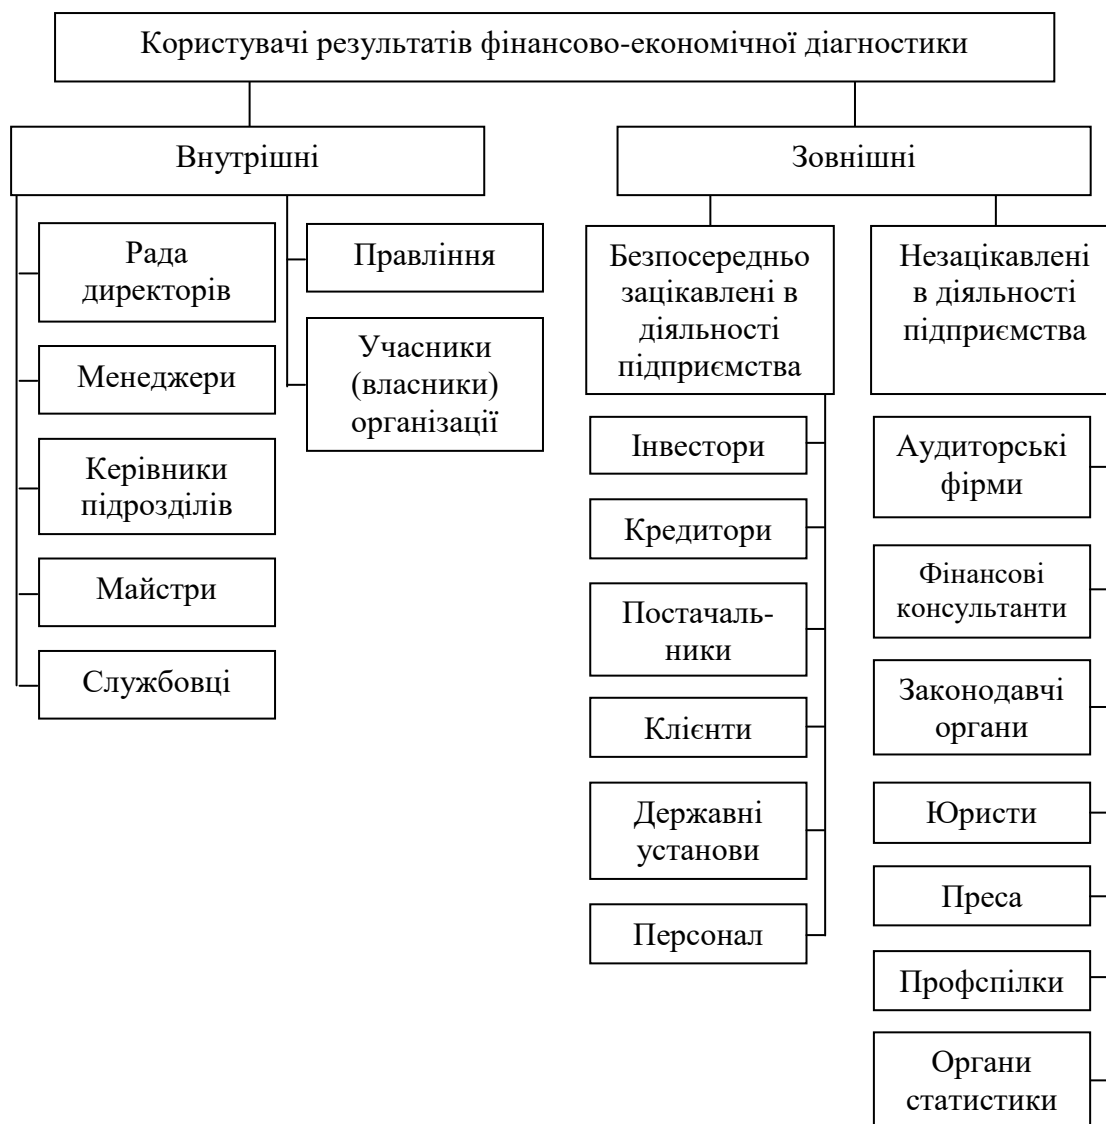 Користувачі результатів фінансово-економічної діагностики
Внутрішні
Рада
директорів
Менеджери
Керівники
підрозділів
Майстри
Службовці
Правління
Учасники
(власники)
організації
Зовнішні
Безпосередньо
зацікавлені в
діяльності
підприємства
Інвестори
Кредитори
Постачаль-
ники
Клієнти
Державні
установи
Персонал
Незацікавлені
в діяльності
підприємства
Аудиторські
фірми
Фінансові
консультанти
Законодавчі
органи
Юристи
Преса
Профспілки
Органи
статистики